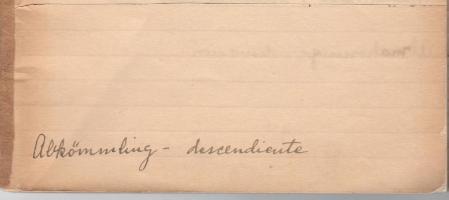 Abkömmling - descendiente